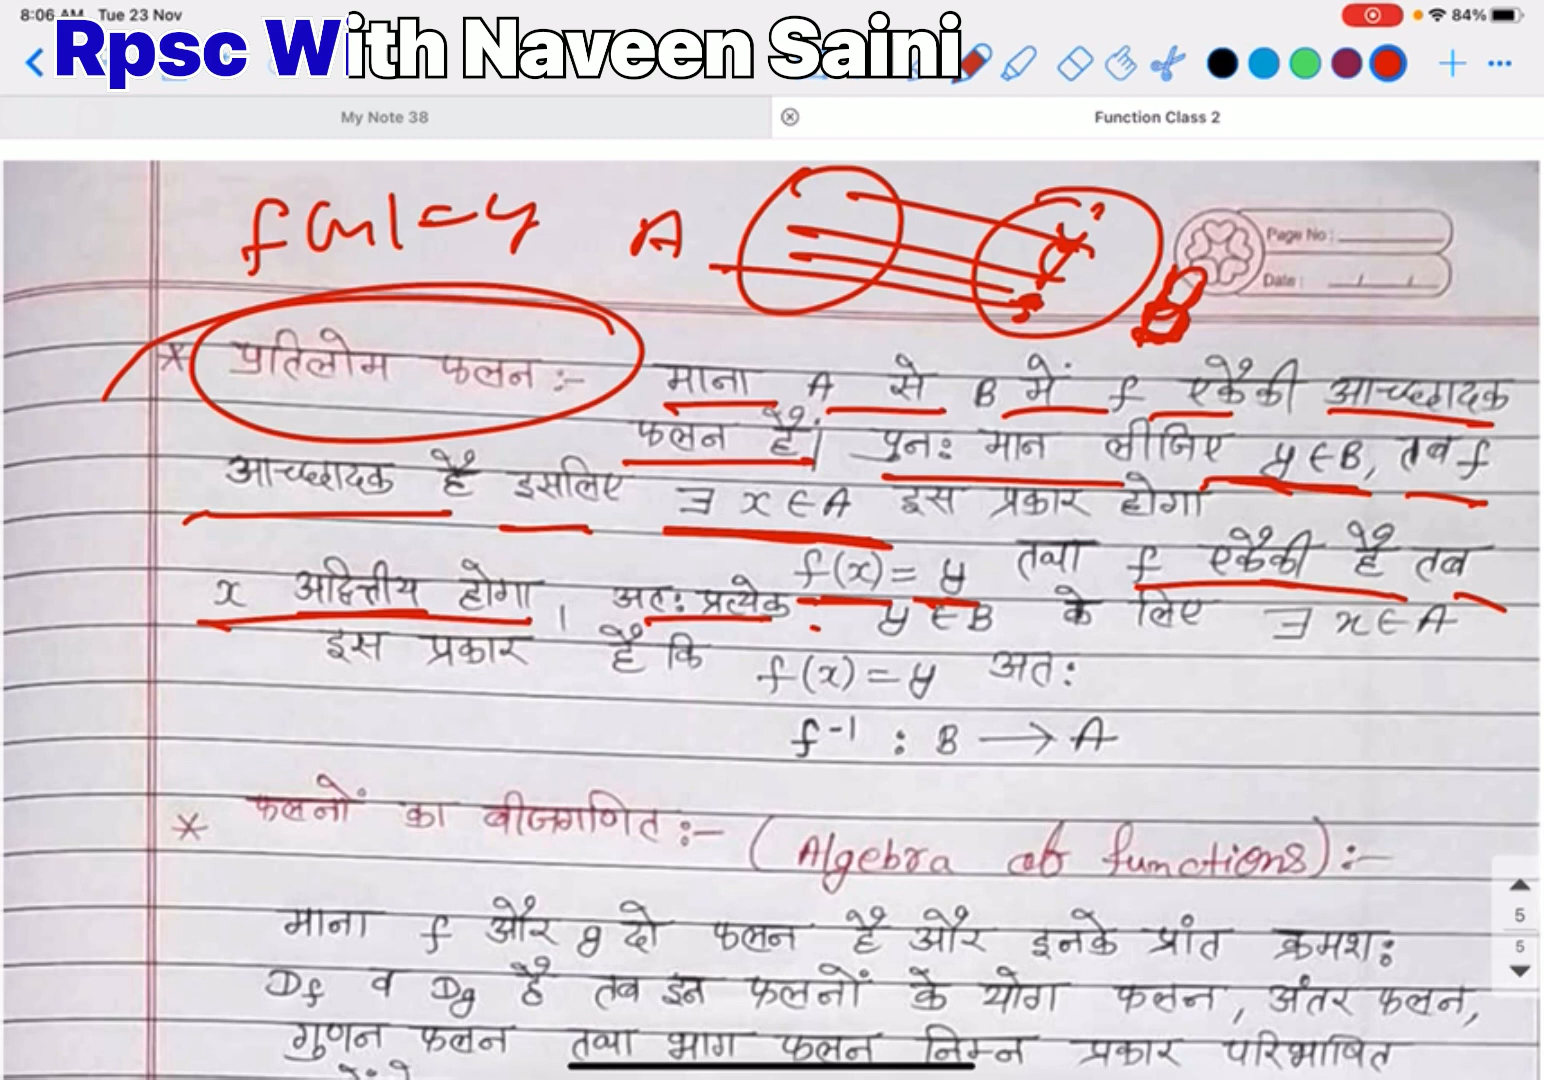 8:06 AM Tue 23 Nov
84%
Rpsc With Naveen Saini
My Note 38
Function Class 2
f(x)=y A B
Page No :
Date :
* प्रतिलोम फलन :- माना A से B में f एकैकी आच्छादक
फलन है। पुनः मान लीजिए y ∈ B, तब f
आच्छादक है इसलिए ∃ x ∈ A इस प्रकार होगा
f(x) = y तथा f एकैकी है तब
x अद्वितीय होगा। अतः प्रत्येक y ∈ B के लिए ∃ x ∈ A
इस प्रकार है कि f(x) = y अतः
f⁻¹ : B → A
* फलनों का बीजगणित :- (Algebra of functions) :-
माना f और g दो फलन है और इनके प्रांत क्रमशः
Df व Dg है तब इन फलनों के योग फलन, अंतर फलन,
गुणन फलन तथा भाग फलन निम्न प्रकार परिभाषित
5
5